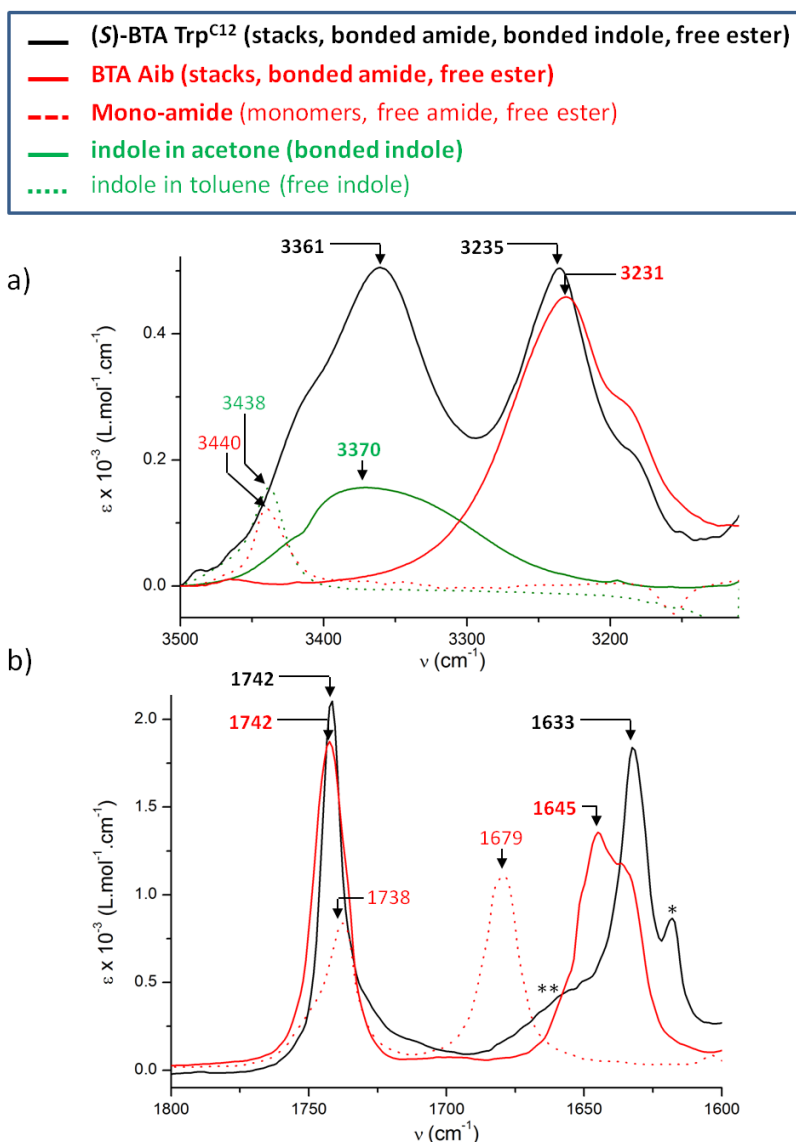 (S)-BTA Trp^C12 (stacks, bonded amide, bonded indole, free ester)
BTA Aib (stacks, bonded amide, free ester)
Mono-amide (monomers, free amide, free ester)
indole in acetone (bonded indole)
indole in toluene (free indole)
a)
3361
3235
3231
3438
3440
3370
0.4
0.2
0.0
ε x 10⁻³ (L.mol⁻¹.cm⁻¹)
3500 3400 3300 3200
ν (cm⁻¹)
b)
1742
1742
1633
1645
1679
1738
*
**
2.0
1.5
1.0
0.5
0.0
ε x 10⁻³ (L.mol⁻¹.cm⁻¹)
1800 1750 1700 1650 1600
ν (cm⁻¹)